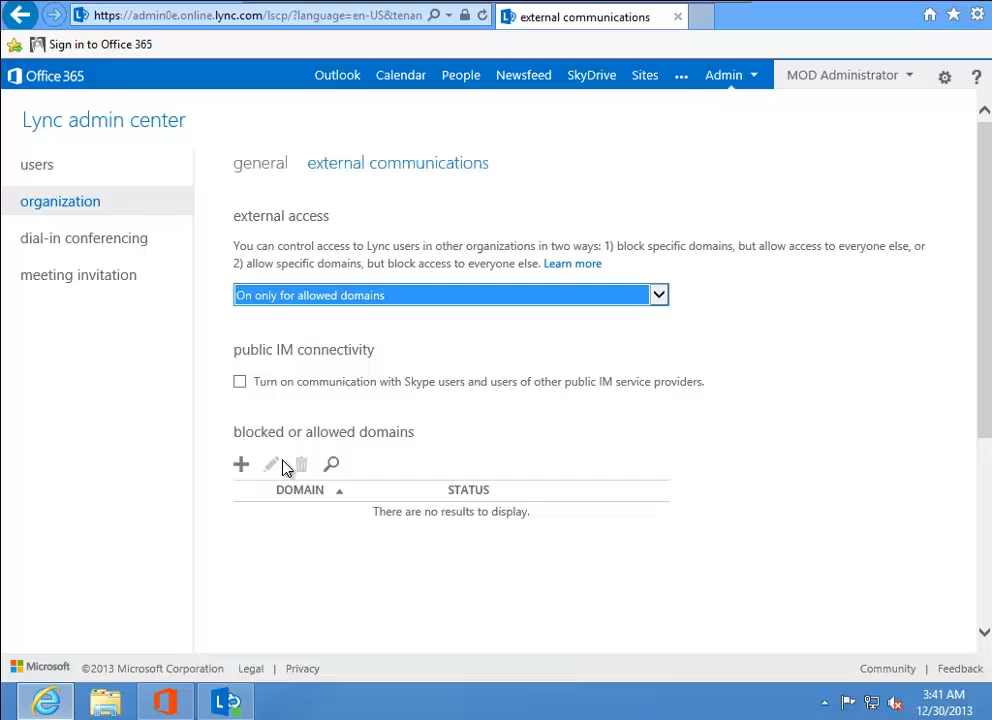 https://admin0e.online.lync.com/lscp/?language=en-US&tenan
external communications
Sign in to Office 365
Office 365
Outlook
Calendar
People
Newsfeed
SkyDrive
Sites
Admin
MOD Administrator
?
Lync admin center
users
organization
dial-in conferencing
meeting invitation
general
external communications
external access
You can control access to Lync users in other organizations in two ways: 1) block specific domains, but allow access to everyone else, or
2) allow specific domains, but block access to everyone else. Learn more
On only for allowed domains
public IM connectivity
Turn on communication with Skype users and users of other public IM service providers.
blocked or allowed domains
DOMAIN
STATUS
There are no results to display.
Microsoft
©2013 Microsoft Corporation
Legal
|
Privacy
Community
|
Feedback
3:41 AM
12/30/2013